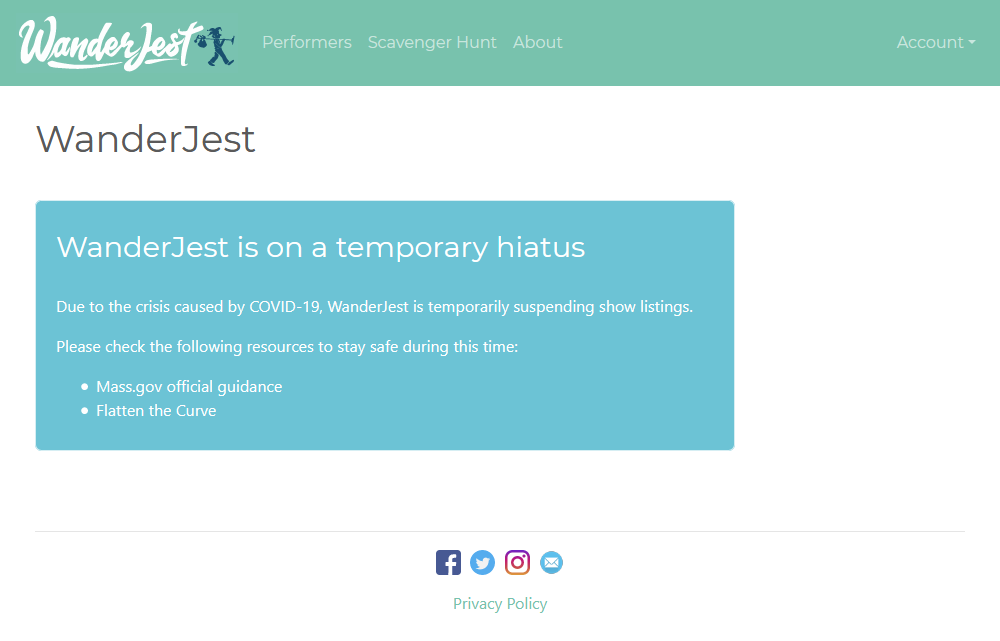 WanderJest
Performers Scavenger Hunt About
Account
WanderJest
WanderJest is on a temporary hiatus
Due to the crisis caused by COVID-19, WanderJest is temporarily suspending show listings.
Please check the following resources to stay safe during this time:
Mass.gov official guidance
Flatten the Curve
Privacy Policy